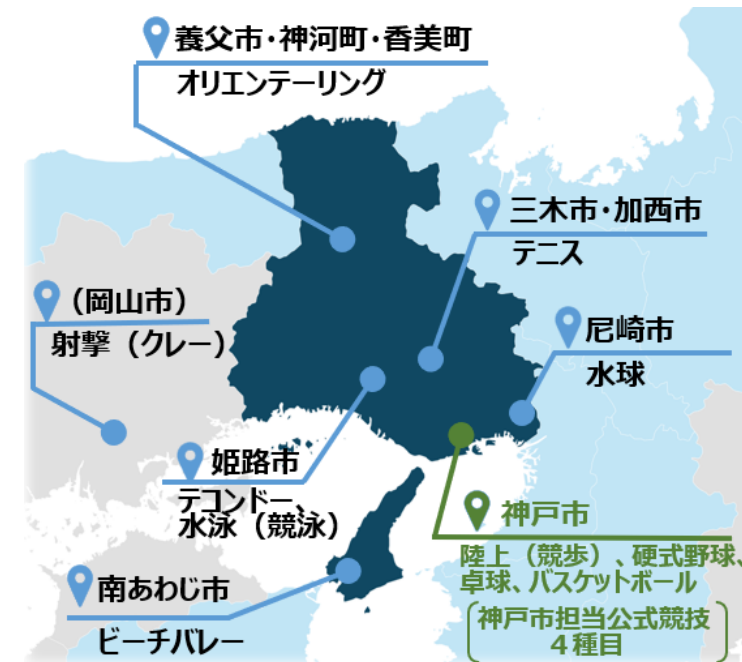 養父市・神河町・香美町
オリエンテーリング
三木市・加西市
テニス
（岡山市）
射撃（クレー）
尼崎市
水球
姫路市
テコンドー、
水泳（競泳）
神戸市
陸上（競歩）、硬式野球、
卓球、バスケットボール
神戸市担当公式競技
４種目
南あわじ市
ビーチバレー